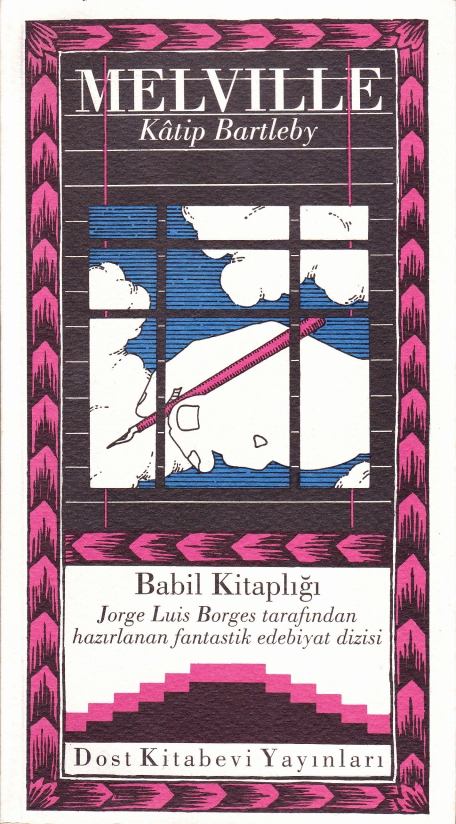 MELVILLE
Kâtip Bartleby
Babil Kitaplığı
Jorge Luis Borges tarafından
hazırlanan fantastik edebiyat dizisi
Dost Kitabevi Yayınları